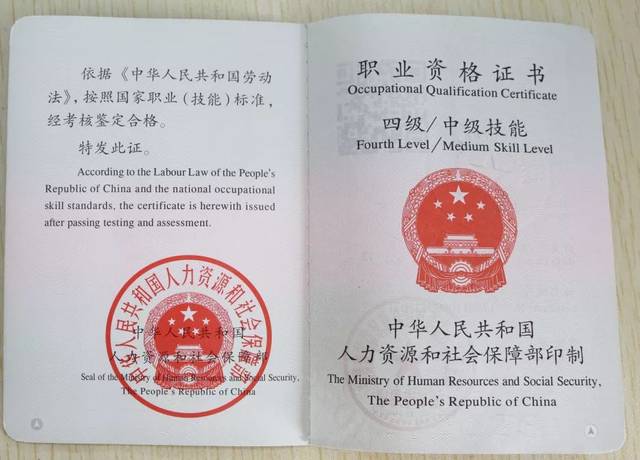 依据《中华人民共和国劳动
法》，按照国家职业（技能）标准，
经考核鉴定合格。
特发此证。
According to the Labour Law of the People's
Republic of China and the national occupational
skill standards, the certificate is herewith issued
after passing testing and assessment.
中华人民共和国人力资源和社会保障部
中华人民共和国
人力资源和社会保障部
Seal of the Ministry of Human Resources and Social Security,
The People's Republic of China
职业资格证书
Occupational Qualification Certificate
四级/中级技能
Fourth Level/Medium Skill Level
中华人民共和国
人力资源和社会保障部印制
The Ministry of Human Resources and Social Security,
The People's Republic of China